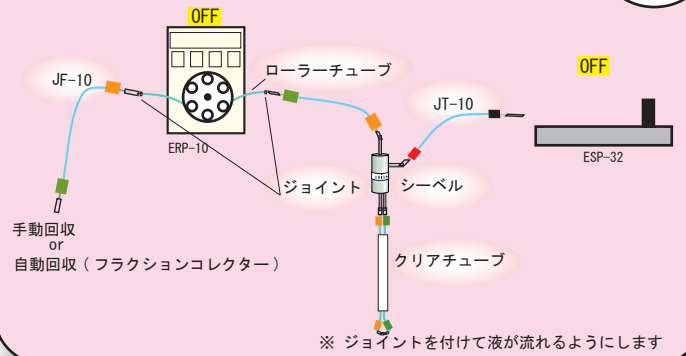 OFF
OFF
JF-10
ローラーチューブ
JT-10
ERP-10
ESP-32
ジョイント
シーベル
手動回収
or
自動回収(フラクションコレクター)
クリアチューブ
※ ジョイントを付けて液が流れるようにします